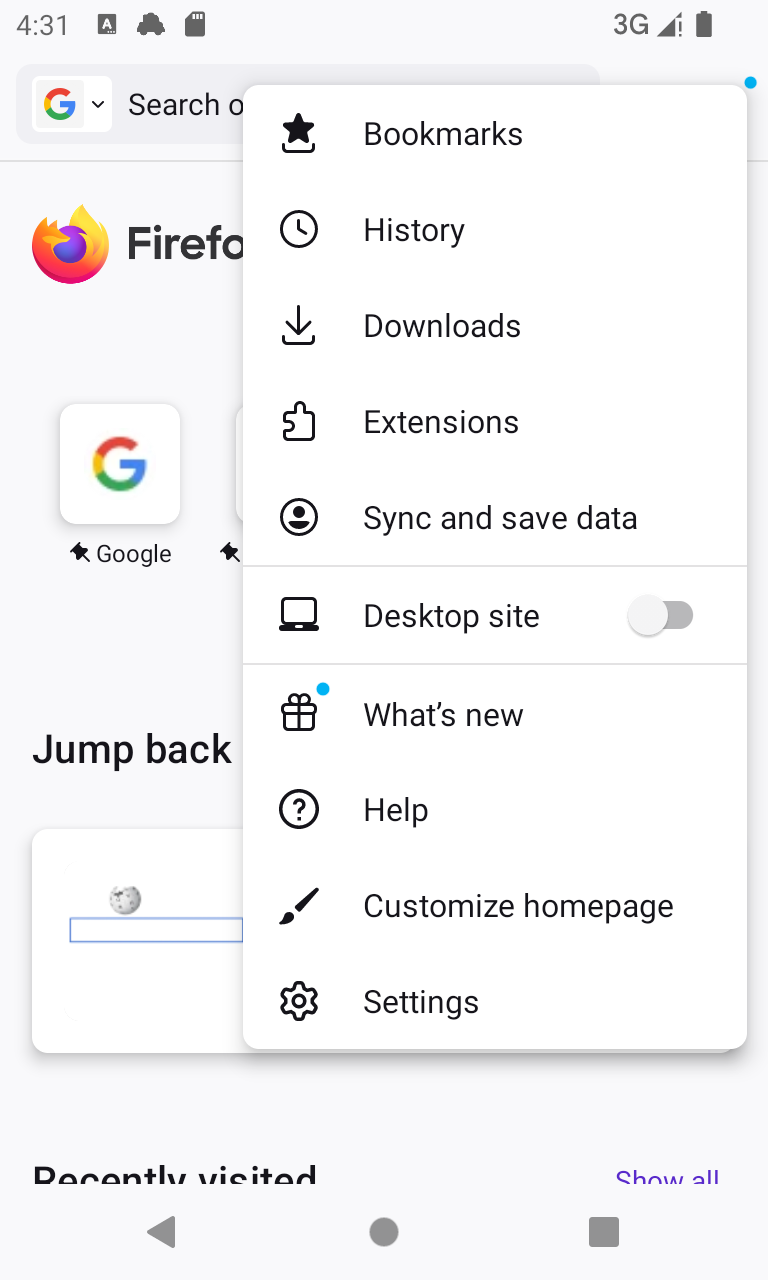 4:31
3G
Search o
Bookmarks
Firefo
History
Downloads
Extensions
Sync and save data
Google
Desktop site
What’s new
Jump back
Help
Customize homepage
Settings
Recently visited
Show all